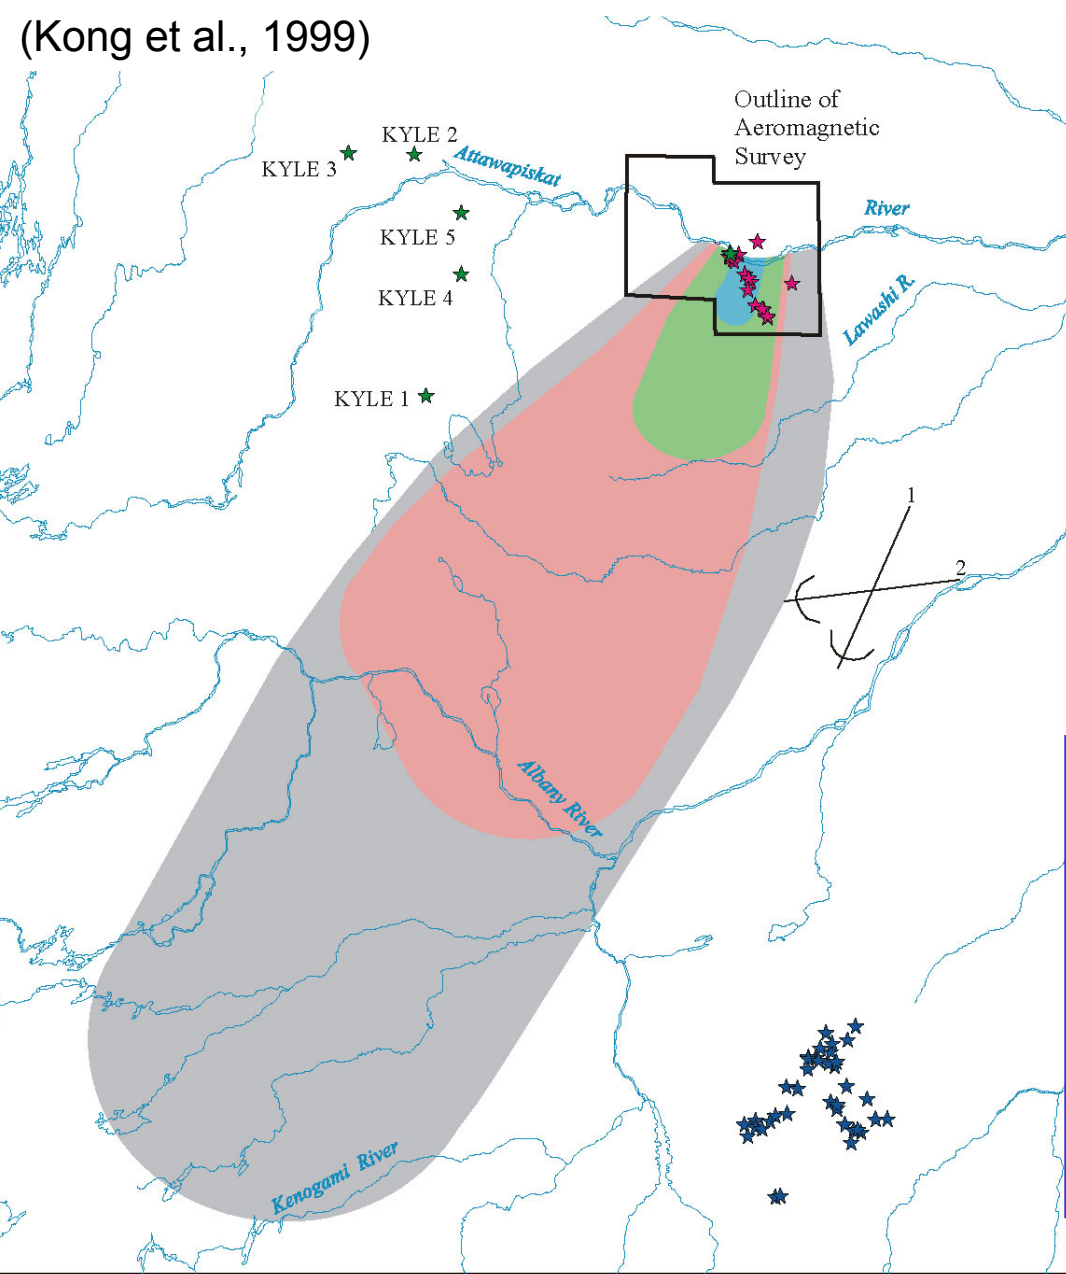 (Kong et al., 1999)
Outline of
Aeromagnetic
Survey
KYLE 2
KYLE 3
Attawapiskat
River
KYLE 5
KYLE 4
Lawashi R.
KYLE 1
1
2
Albany River
Kenogami River